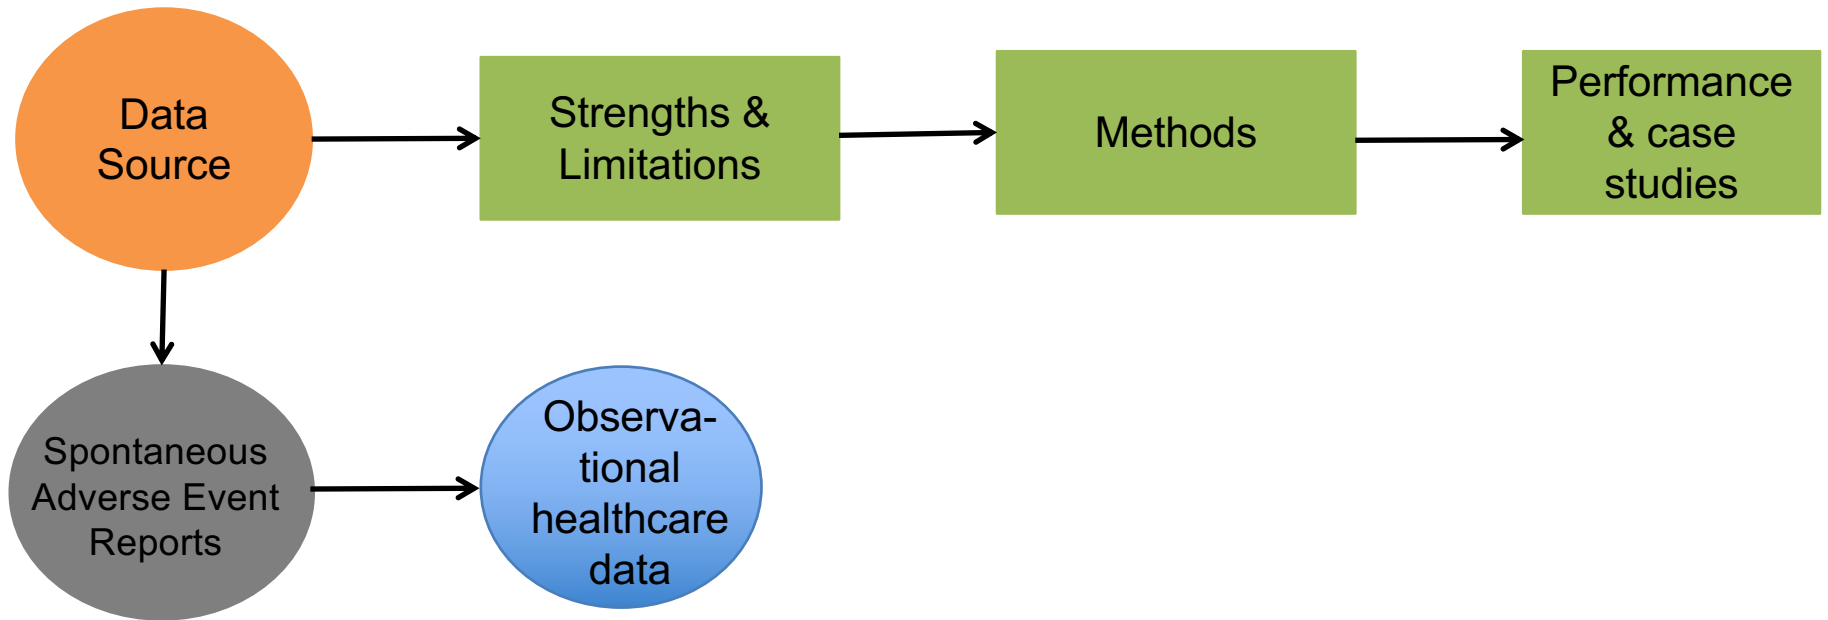 Data
Source
Strengths &
Limitations
Methods
Performance
& case
studies
Spontaneous
Adverse Event
Reports
Observa-
tional
healthcare
data